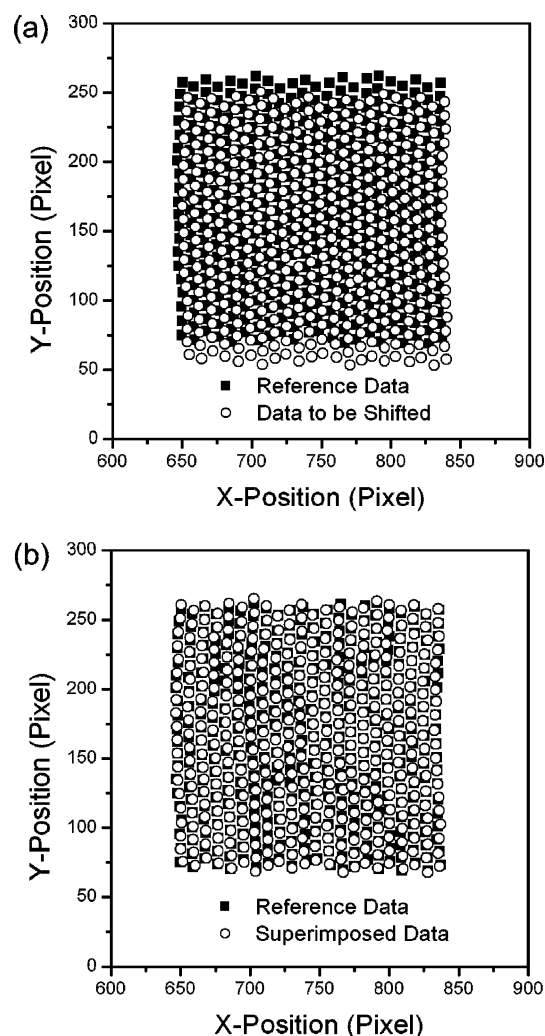 (a)
300
250
200
150
100
50
0
Y-Position (Pixel)
Reference Data
Data to be Shifted
600 650 700 750 800 850 900
X-Position (Pixel)
(b)
300
250
200
150
100
50
0
Y-Position (Pixel)
Reference Data
Superimposed Data
600 650 700 750 800 850 900
X-Position (Pixel)